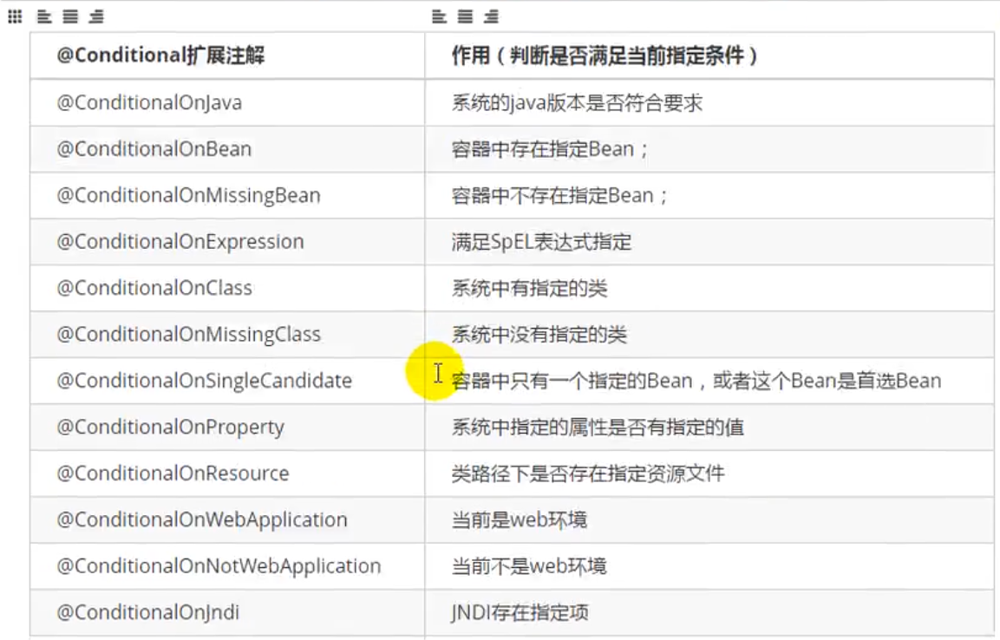 @Conditional扩展注解 作用（判断是否满足当前指定条件）
@ConditionalOnJava 系统的java版本是否符合要求
@ConditionalOnBean 容器中存在指定Bean；
@ConditionalOnMissingBean 容器中不存在指定Bean；
@ConditionalOnExpression 满足SpEL表达式指定
@ConditionalOnClass 系统中有指定的类
@ConditionalOnMissingClass 系统中没有指定的类
@ConditionalOnSingleCandidate 容器中只有一个指定的Bean，或者这个Bean是首选Bean
@ConditionalOnProperty 系统中指定的属性是否有指定的值
@ConditionalOnResource 类路径下是否存在指定资源文件
@ConditionalOnWebApplication 当前是web环境
@ConditionalOnNotWebApplication 当前不是web环境
@ConditionalOnJndi JNDI存在指定项